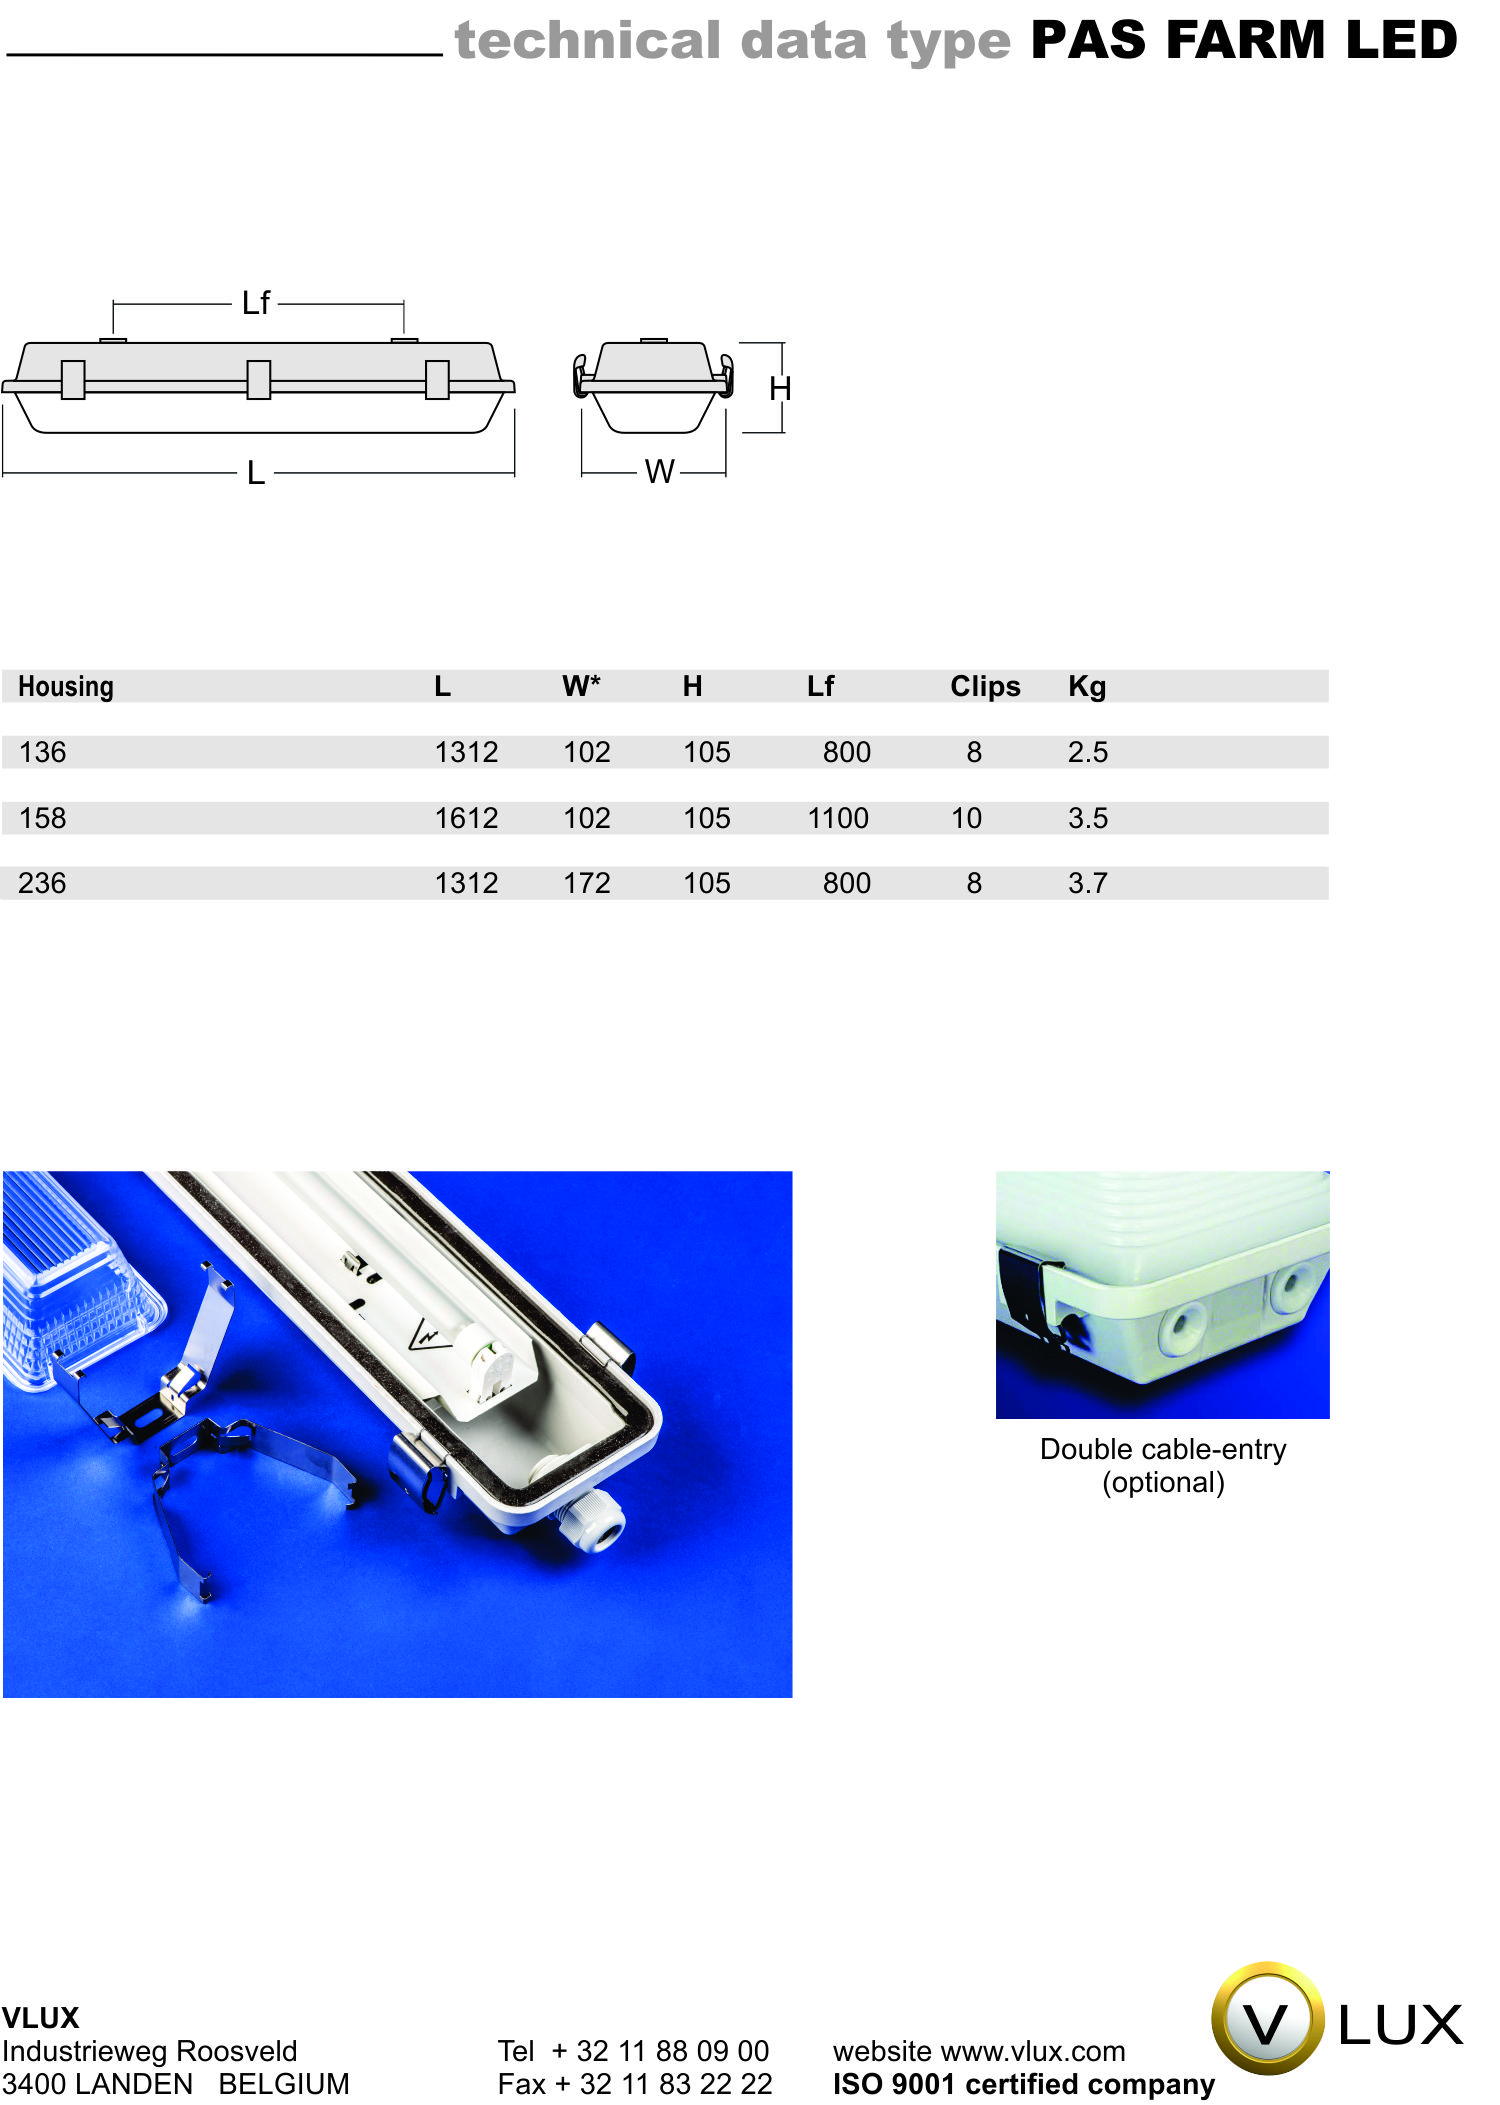 technical data type PAS FARM LED
Lf
H
L
W
Housing L W* H Lf Clips Kg
136 1312 102 105 800 8 2.5
158 1612 102 105 1100 10 3.5
236 1312 172 105 800 8 3.7
Double cable-entry
(optional)
VLUX
Industrieweg Roosveld Tel + 32 11 88 09 00 website www.vlux.com
3400 LANDEN BELGIUM Fax + 32 11 83 22 22 ISO 9001 certified company
V LUX